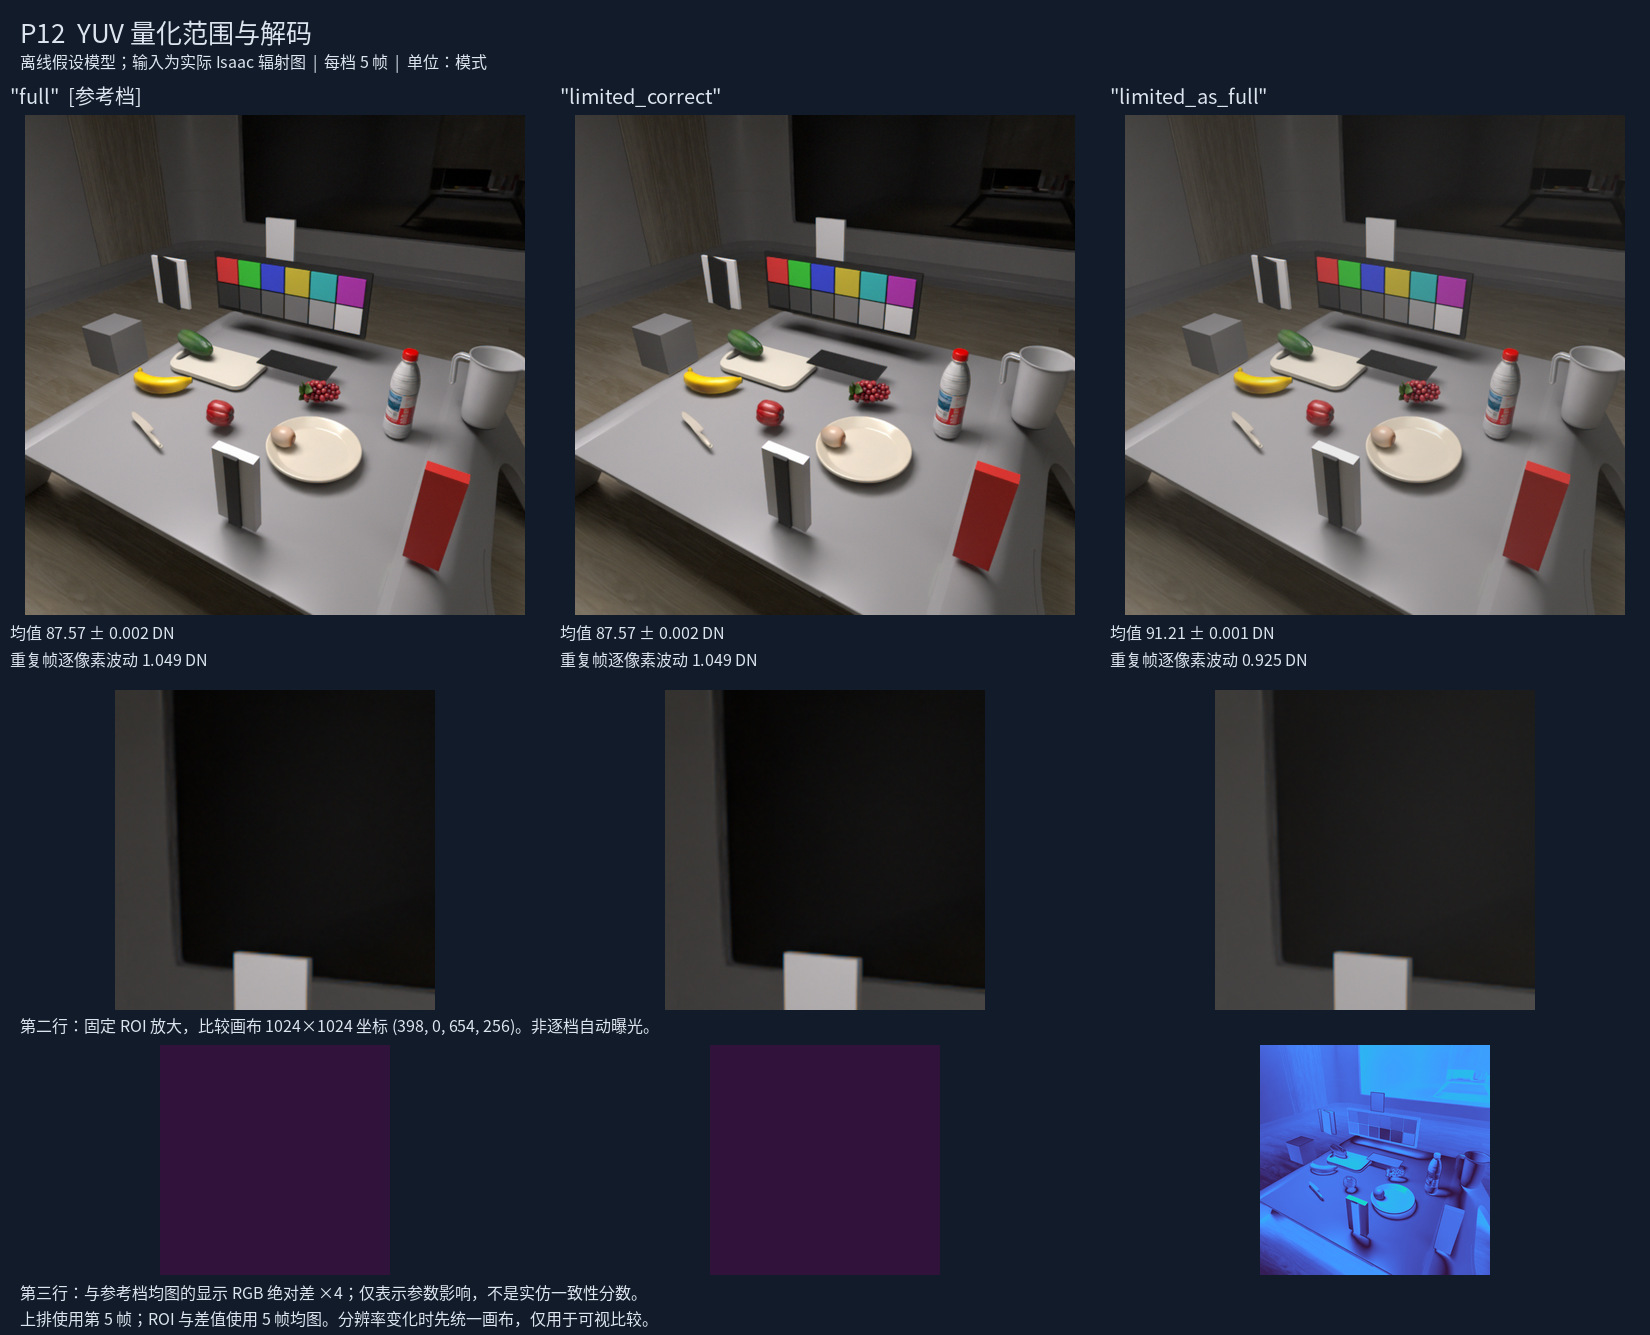 P12 YUV 量化范围与解码
离线假设模型；输入为实际 Isaac 辐射图 | 每档 5 帧 | 单位：模式
"full" [参考档]
"limited_correct"
"limited_as_full"
均值 87.57 ± 0.002 DN
重复帧逐像素波动 1.049 DN
均值 87.57 ± 0.002 DN
重复帧逐像素波动 1.049 DN
均值 91.21 ± 0.001 DN
重复帧逐像素波动 0.925 DN
第二行：固定 ROI 放大，比较画布 1024×1024 坐标 (398, 0, 654, 256)。非逐档自动曝光。
第三行：与参考档均图的显示 RGB 绝对差 ×4；仅表示参数影响，不是实仿一致性分数。
上排使用第 5 帧；ROI 与差值使用 5 帧均图。分辨率变化时先统一画布，仅用于可视比较。